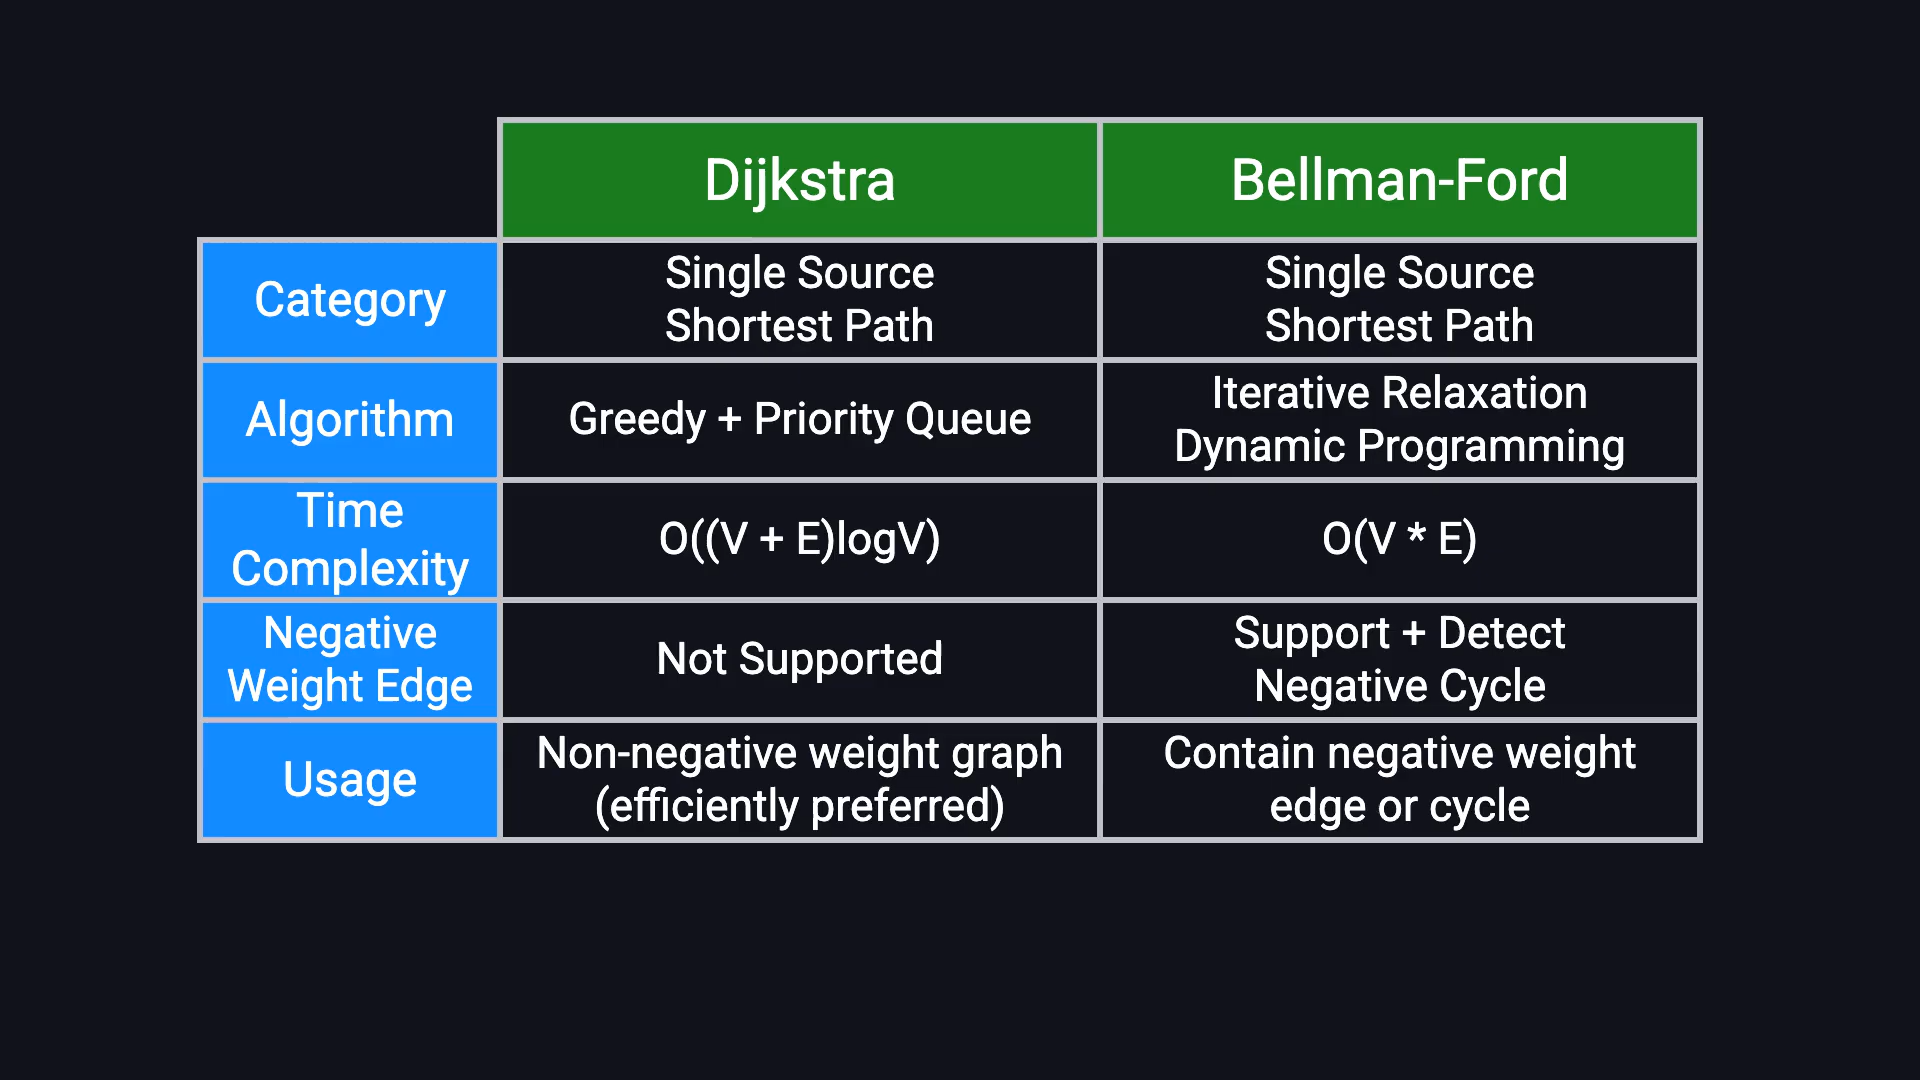 Dijkstra
Bellman-Ford
Category
Single Source
Shortest Path
Single Source
Shortest Path
Algorithm
Greedy + Priority Queue
Iterative Relaxation
Dynamic Programming
Time
Complexity
O((V + E)logV)
O(V * E)
Negative
Weight Edge
Not Supported
Support + Detect
Negative Cycle
Usage
Non-negative weight graph
(efficiently preferred)
Contain negative weight
edge or cycle